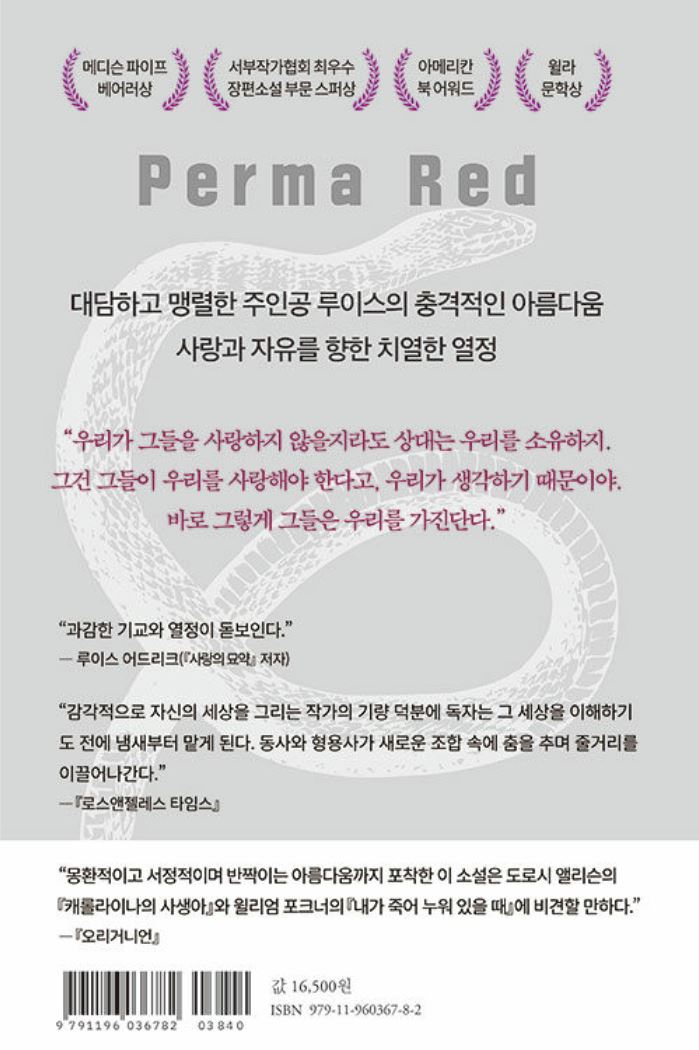 메디슨 파이프
베어러상
서부작가협회 최우수
장편소설 부문 스퍼상
아메리칸
북 어워드
윌라
문학상
Perma Red
대담하고 맹렬한 주인공 루이스의 충격적인 아름다움
사랑과 자유를 향한 치열한 열정
“우리가 그들을 사랑하지 않을지라도 상대는 우리를 소유하지.
그건 그들이 우리를 사랑해야 한다고, 우리가 생각하기 때문이야.
바로 그렇게 그들은 우리를 가진단다.”
“과감한 기교와 열정이 돋보인다.”
— 루이스 어드리크(『사랑의 묘약』 저자)
“감각적으로 자신의 세상을 그리는 작가의 기량 덕분에 독자는 그 세상을 이해하기
도 전에 냄새부터 맡게 된다. 동사와 형용사가 새로운 조합 속에 춤을 추며 줄거리를
이끌어나간다.”
—『로스앤젤레스 타임스』
“몽환적이고 서정적이며 반짝이는 아름다움까지 포착한 이 소설은 도로시 앨리슨의
『캐롤라이나의 사생아』와 윌리엄 포크너의 『내가 죽어 누워 있을 때』에 비견할 만하다.”
—『오리거니언』
값 16,500원
ISBN 979-11-960367-8-2
9 791196 036782
03840